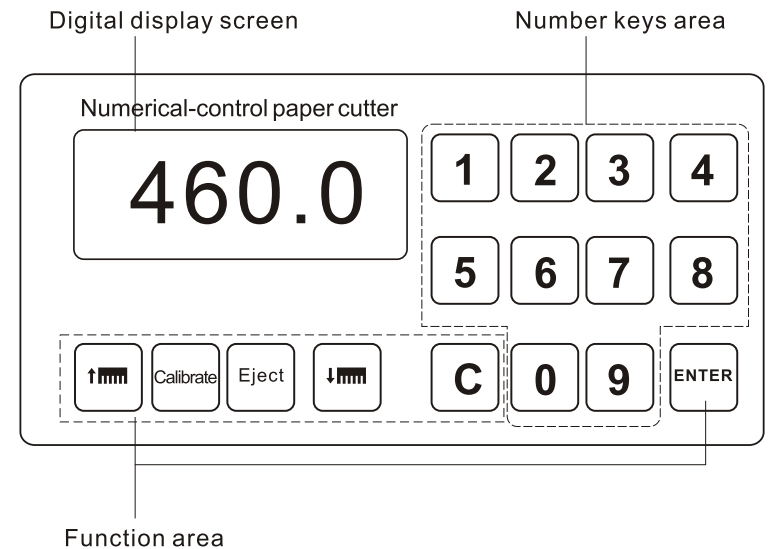 Digital display screen
Number keys area
Numerical-control paper cutter
460.0
1 2 3 4
5 6 7 8
Calibrate Eject C 0 9 ENTER
Function area